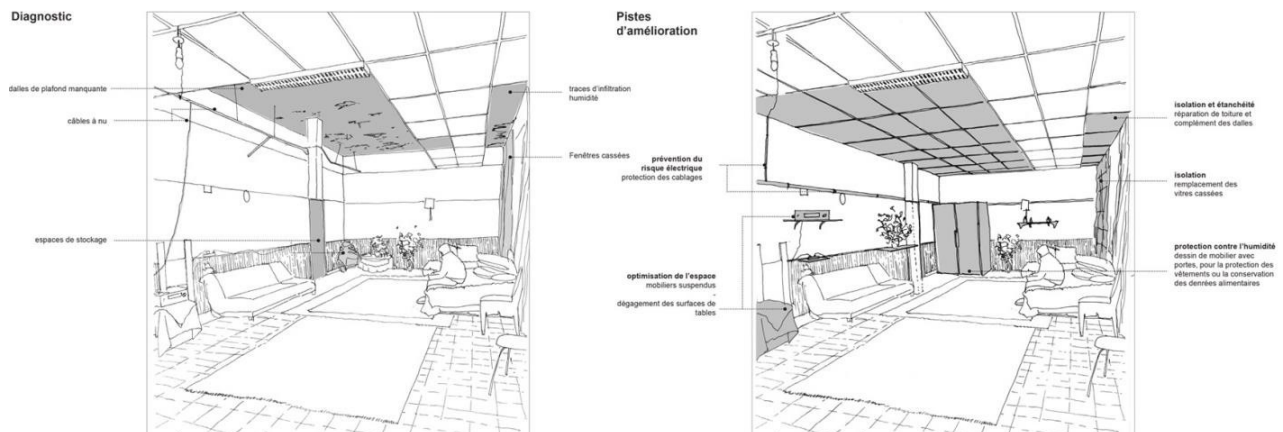 Diagnostic
dalles de plafond manquante
câbles à nu
espaces de stockage
traces d'infiltration
humidité
Fenêtres cassées
Pistes
d'amélioration
prévention du
risque électrique
protection des cablages
optimisation de l'espace
mobiliers suspendus
-
dégagement des surfaces de
tables
isolation et étanchéité
réparation de toiture et
complément des dalles
isolation
remplacement des
vitres cassées
protection contre l'humidité
dessin de mobilier avec
portes, pour la protection des
vêtements ou la conservation
des denrées alimentaires